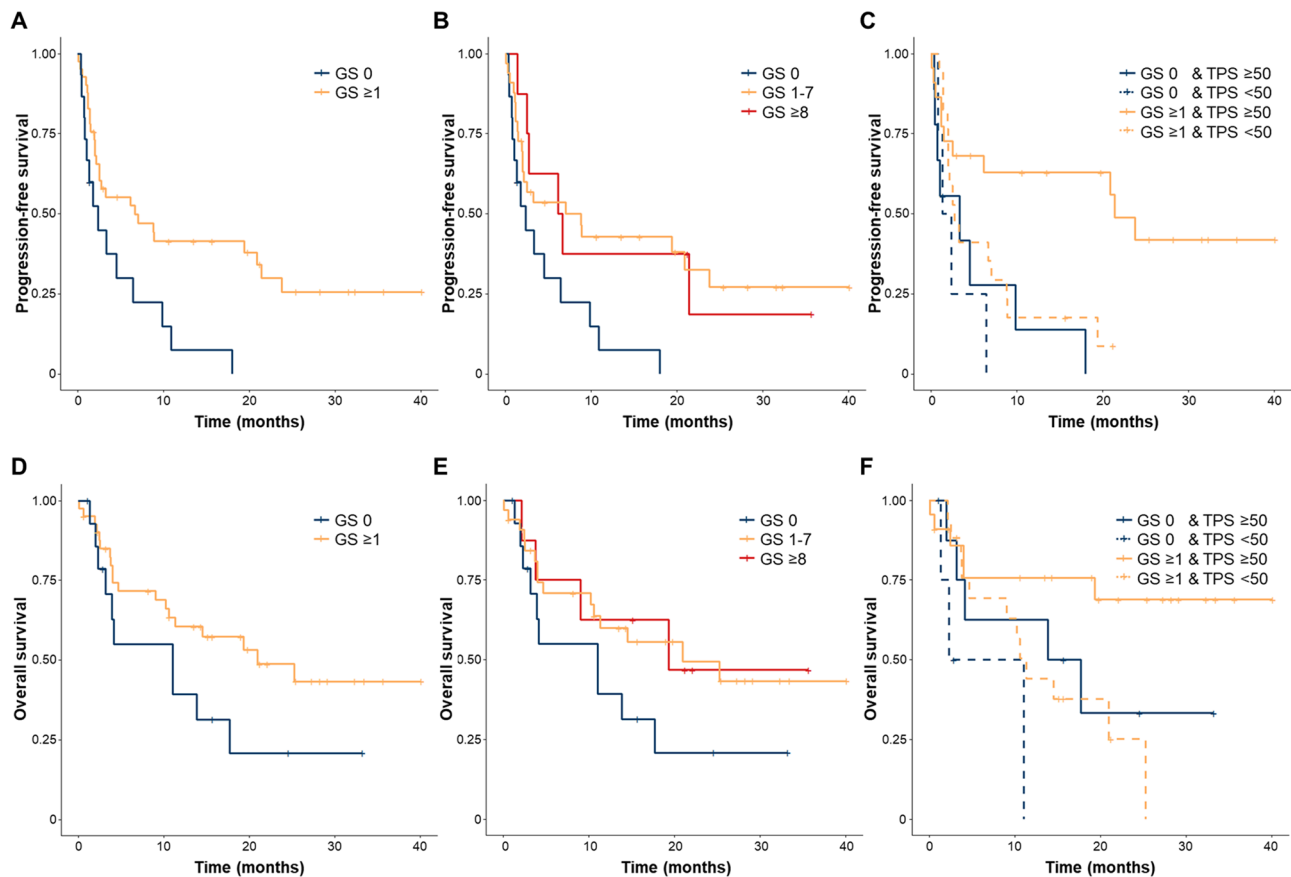 A
Progression-free survival
1.00
0.75
0.50
0.25
0
GS 0
GS ≥1
0 10 20 30 40
Time (months)
B
Progression-free survival
1.00
0.75
0.50
0.25
0
GS 0
GS 1-7
GS ≥8
0 10 20 30 40
Time (months)
C
Progression-free survival
1.00
0.75
0.50
0.25
0
GS 0 & TPS ≥50
GS 0 & TPS <50
GS ≥1 & TPS ≥50
GS ≥1 & TPS <50
0 10 20 30 40
Time (months)
D
Overall survival
1.00
0.75
0.50
0.25
0
GS 0
GS ≥1
0 10 20 30 40
Time (months)
E
Overall survival
1.00
0.75
0.50
0.25
0
GS 0
GS 1-7
GS ≥8
0 10 20 30 40
Time (months)
F
Overall survival
1.00
0.75
0.50
0.25
0
GS 0 & TPS ≥50
GS 0 & TPS <50
GS ≥1 & TPS ≥50
GS ≥1 & TPS <50
0 10 20 30 40
Time (months)